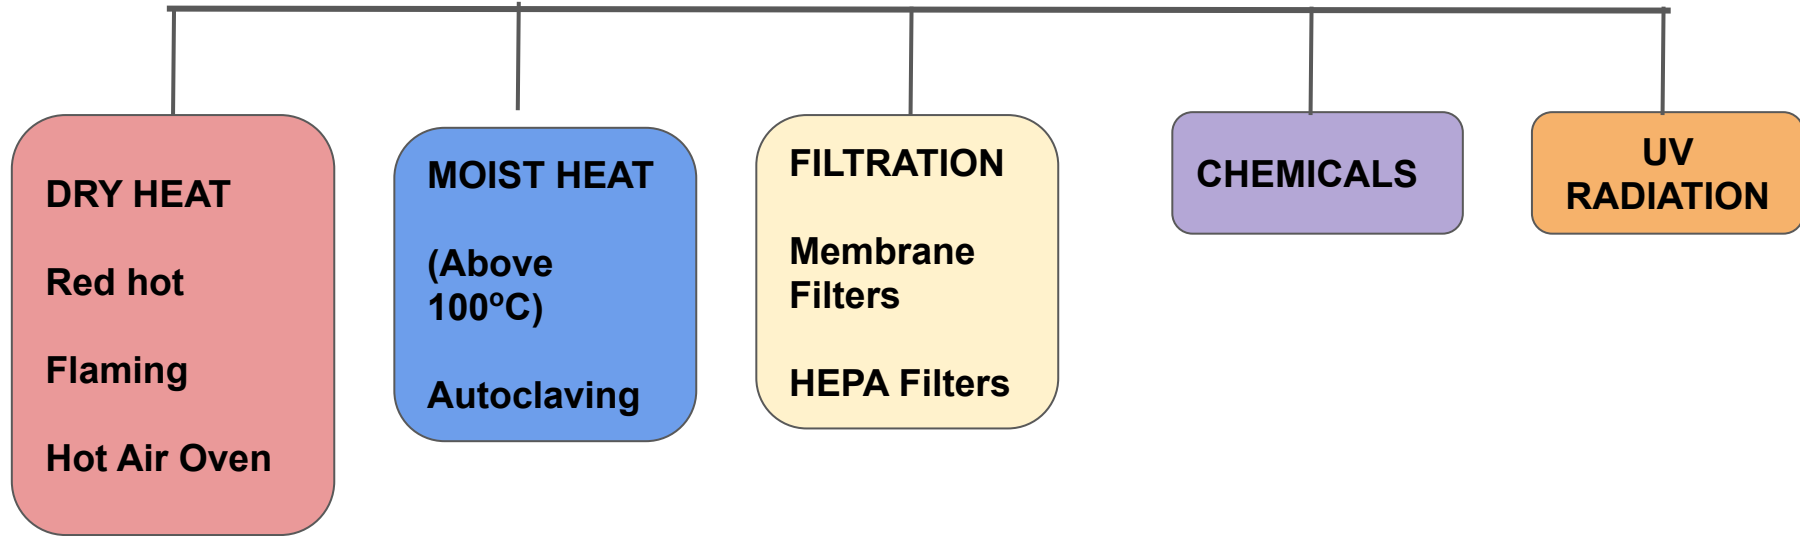 DRY HEAT
Red hot
Flaming
Hot Air Oven
MOIST HEAT
(Above
100ºC)
Autoclaving
FILTRATION
Membrane
Filters
HEPA Filters
CHEMICALS
UV
RADIATION